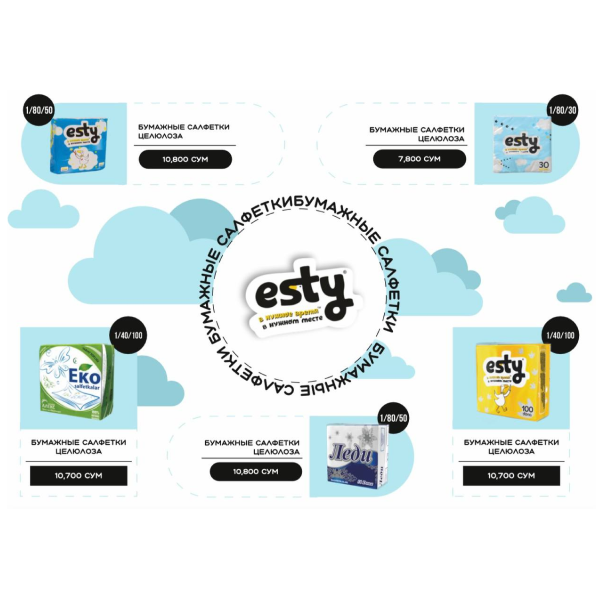 1/80/50
esty
БУМАЖНЫЕ САЛФЕТКИ
ЦЕЛЮЛОЗА
10,800 СУМ
1/80/30
esty
30
БУМАЖНЫЕ САЛФЕТКИ
ЦЕЛЮЛОЗА
7,800 СУМ
БУМАЖНЫЕ САЛФЕТКИ
БУМАЖНЫЕ САЛФЕТКИ
БУМАЖНЫЕ САЛФЕТКИ
esty
в нужное время
в нужном месте
1/40/100
Eko
salfetkalar
БУМАЖНЫЕ САЛФЕТКИ
ЦЕЛЮЛОЗА
10,700 СУМ
1/80/50
Леди
БУМАЖНЫЕ САЛФЕТКИ
ЦЕЛЮЛОЗА
10,800 СУМ
1/40/100
esty
100
БУМАЖНЫЕ САЛФЕТКИ
ЦЕЛЮЛОЗА
10,700 СУМ